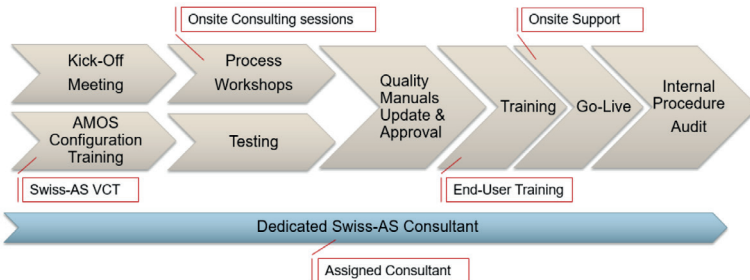 Onsite Consulting sessions
Onsite Support
Kick-Off
Meeting
Process
Workshops
AMOS
Configuration
Training
Testing
Quality
Manuals
Update &
Approval
Training
Go-Live
Internal
Procedure
Audit
Swiss-AS VCT
End-User Training
Dedicated Swiss-AS Consultant
Assigned Consultant